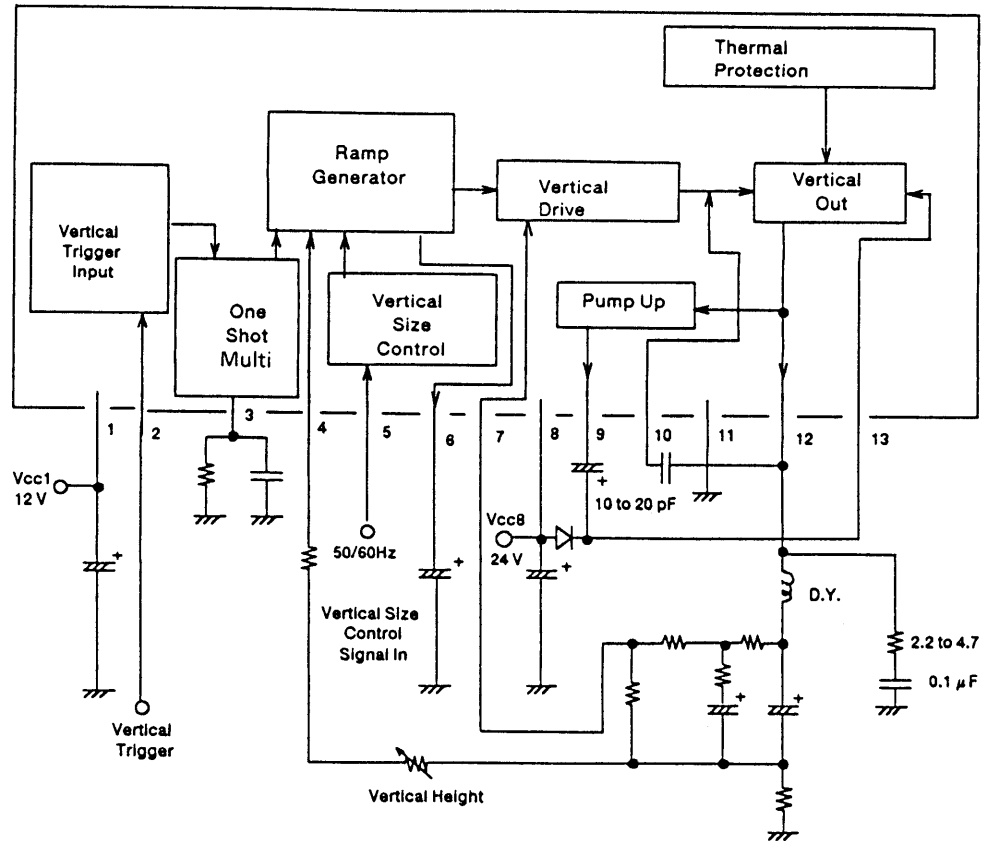 Thermal
Protection
Ramp
Generator
Vertical
Drive
Vertical
Out
Vertical
Trigger
Input
One
Shot
Multi
Vertical
Size
Control
Pump Up
1
2
3
4
5
6
7
8
9
10
11
12
13
Vcc1
12 V
+
50/60Hz
+
Vcc8
24 V
+
+
10 to 20 pF
D.Y.
Vertical Size
Control
Signal In
2.2 to 4.7
0.1 μF
+
+
Vertical
Trigger
Vertical Height